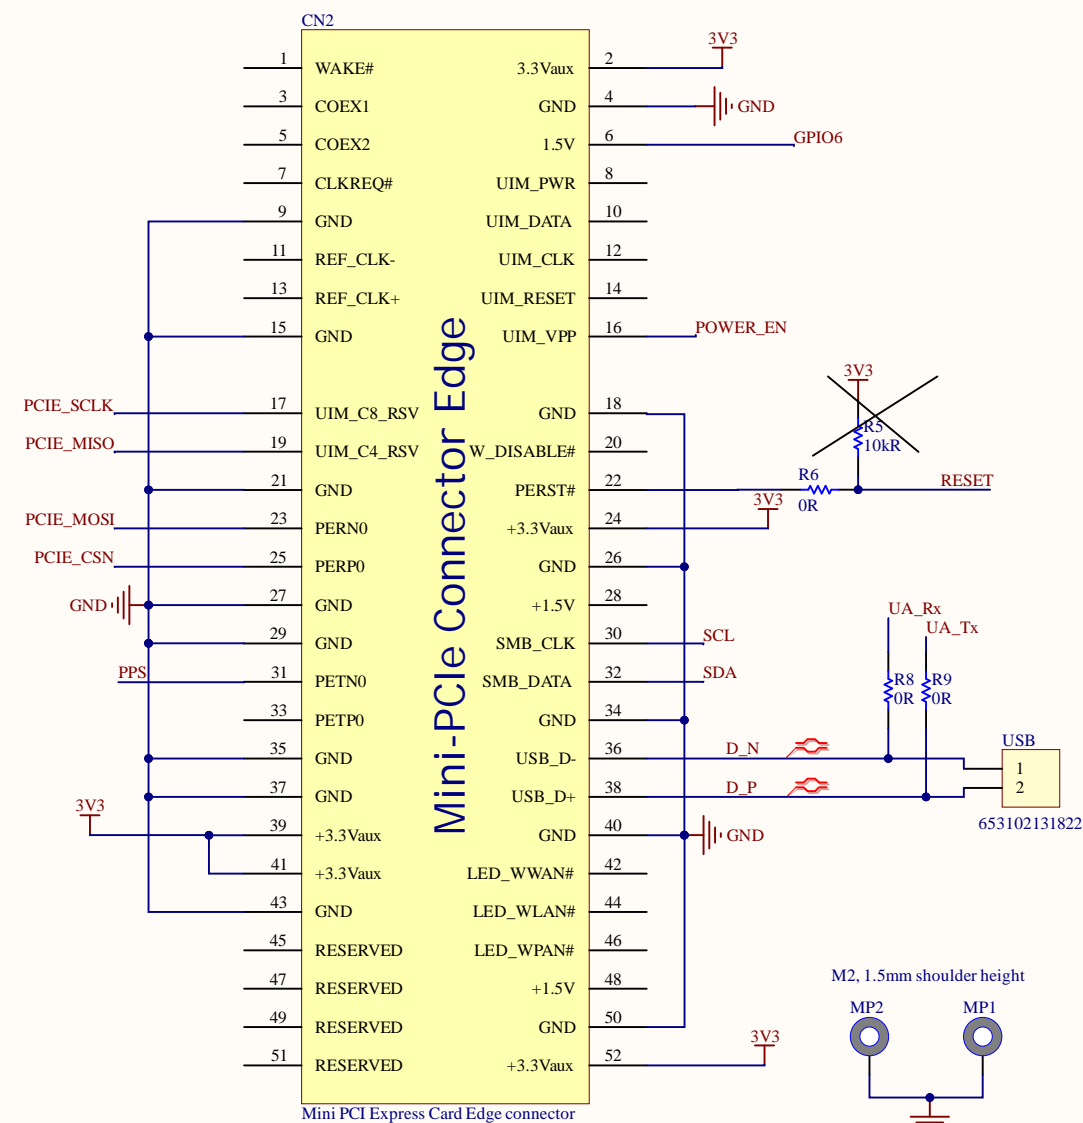 CN2
1 WAKE# 3.3Vaux 2 3V3
3 COEX1 GND 4 GND
5 COEX2 1.5V 6 GPIO6
7 CLKREQ# UIM_PWR 8
9 GND UIM_DATA 10
11 REF_CLK- UIM_CLK 12
13 REF_CLK+ UIM_RESET 14
15 GND UIM_VPP 16 POWER_EN
Mini-PCIe Connector Edge
3V3
R5
10kR
PCIE_SCLK 17 UIM_C8_RSV GND 18
PCIE_MISO 19 UIM_C4_RSV W_DISABLE# 20
21 GND PERST# 22 R6 0R RESET
PCIE_MOSI 23 PERN0 +3.3Vaux 24 3V3
PCIE_CSN 25 PERP0 GND 26
GND 27 GND +1.5V 28
29 GND SMB_CLK 30 SCL
PPS 31 PETN0 SMB_DATA 32 SDA
33 PETP0 GND 34
UA_Rx
UA_Tx
R8 R9
0R 0R
35 GND USB_D- 36 D_N
37 GND USB_D+ 38 D_P
USB
1
2
653102131822
3V3 39 +3.3Vaux GND 40 GND
41 +3.3Vaux LED_WWAN# 42
43 GND LED_WLAN# 44
45 RESERVED LED_WPAN# 46
47 RESERVED +1.5V 48
49 RESERVED GND 50
51 RESERVED +3.3Vaux 52 3V3
M2, 1.5mm shoulder height
MP2 MP1
Mini PCI Express Card Edge connector